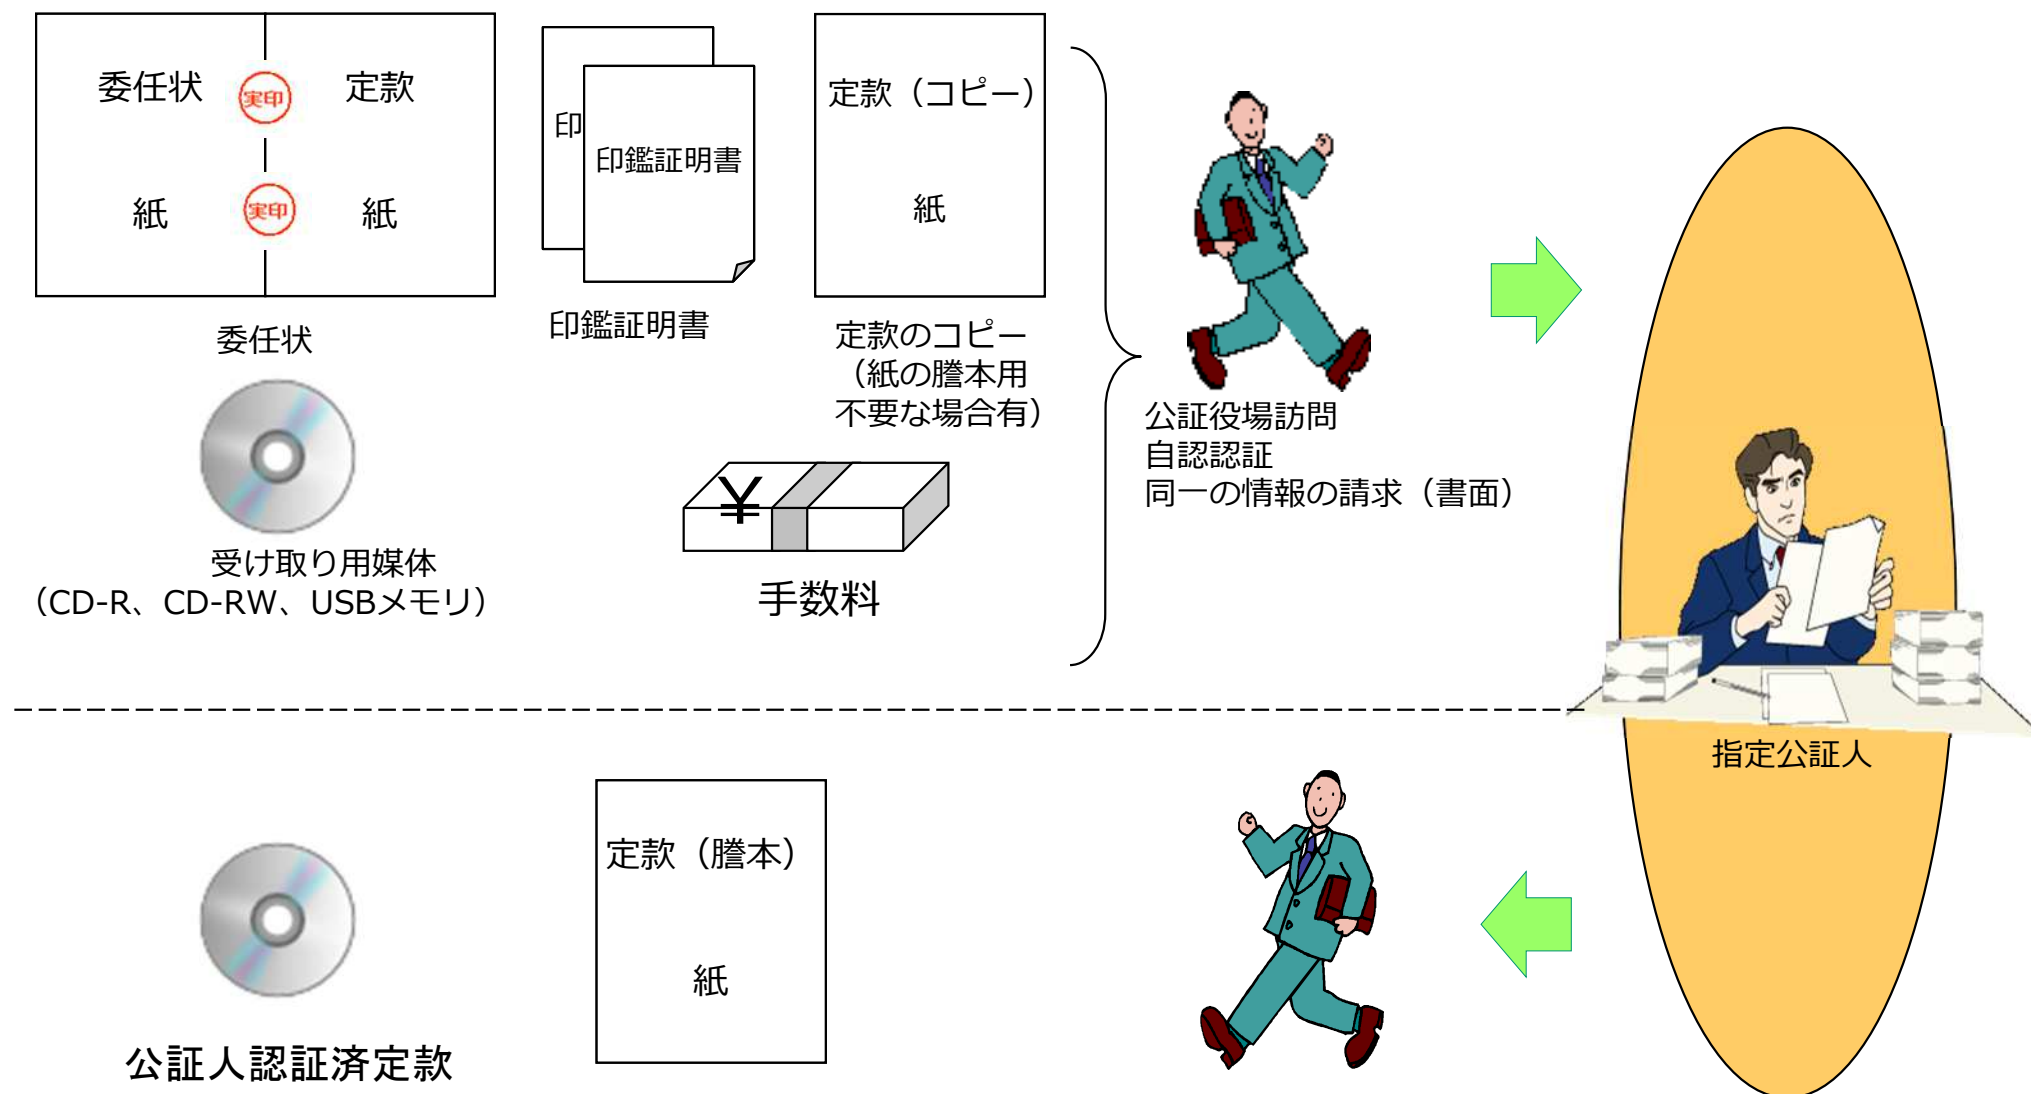 委任状
実印
定款
紙
実印
紙
委任状
印
印鑑証明書
印鑑証明書
定款（コピー）
紙
定款のコピー
（紙の謄本用
不要な場合有）
受け取り用媒体
（CD-R、CD-RW、USBメモリ）
¥
手数料
公証役場訪問
自認認証
同一の情報の請求（書面）
指定公証人
公証人認証済定款
定款（謄本）
紙